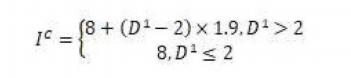 I^C = { 8 + (D^1 − 2) × 1.9, D^1 > 2
8, D^1 ≤ 2